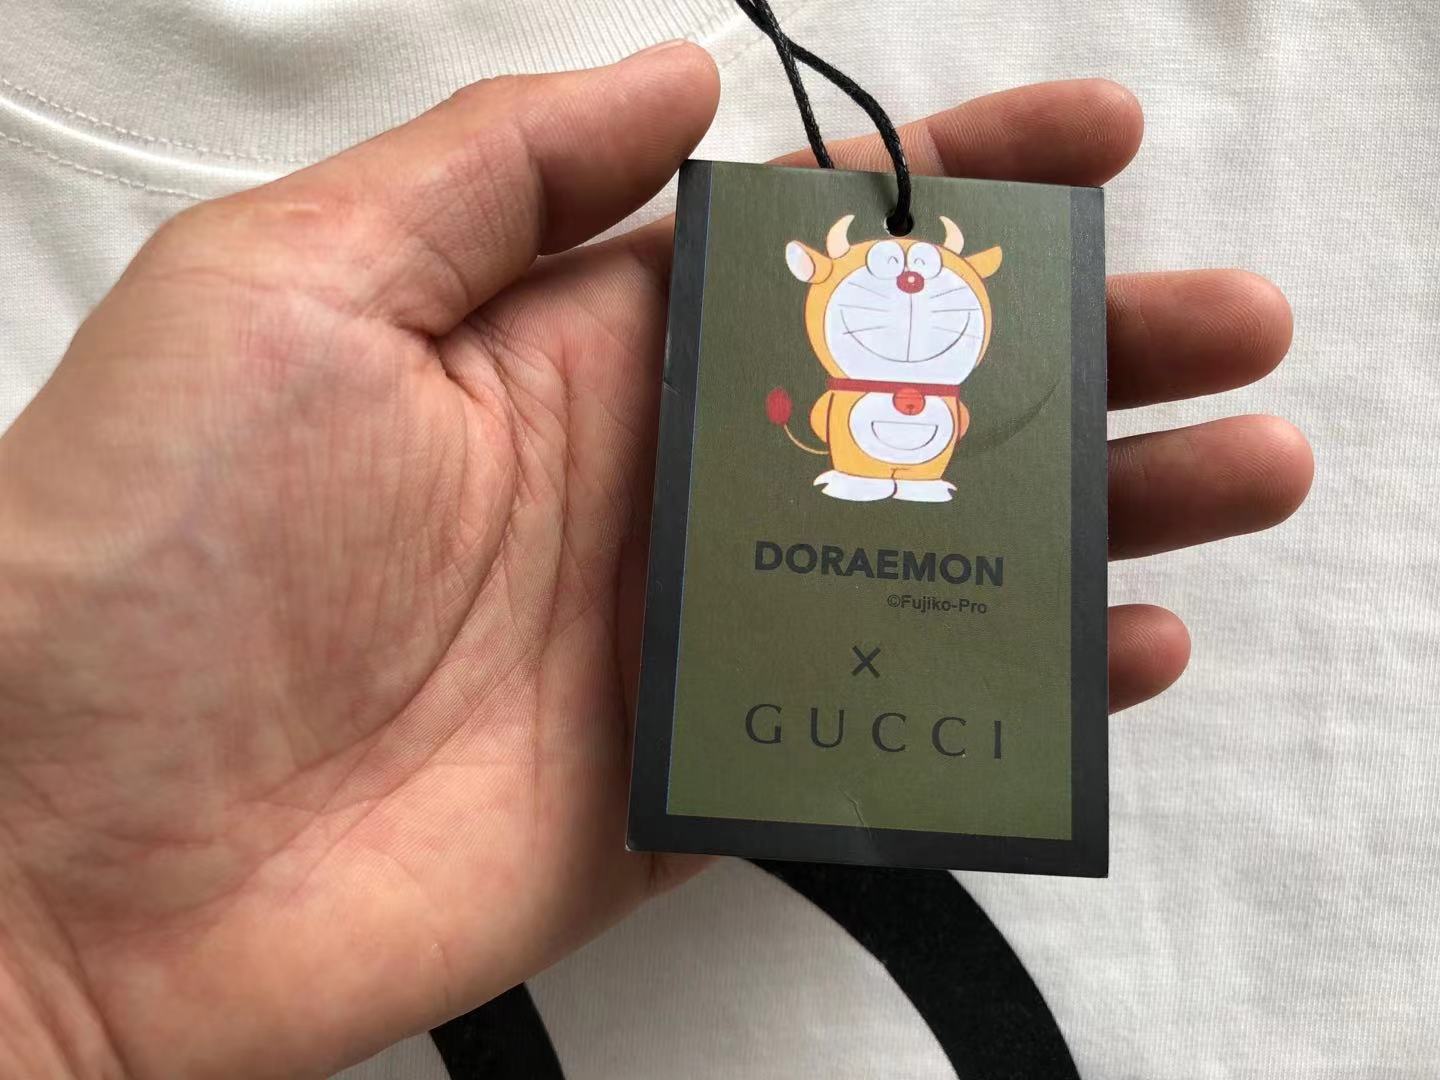 DORAEMON
©Fujiko-Pro
×
GUCCI